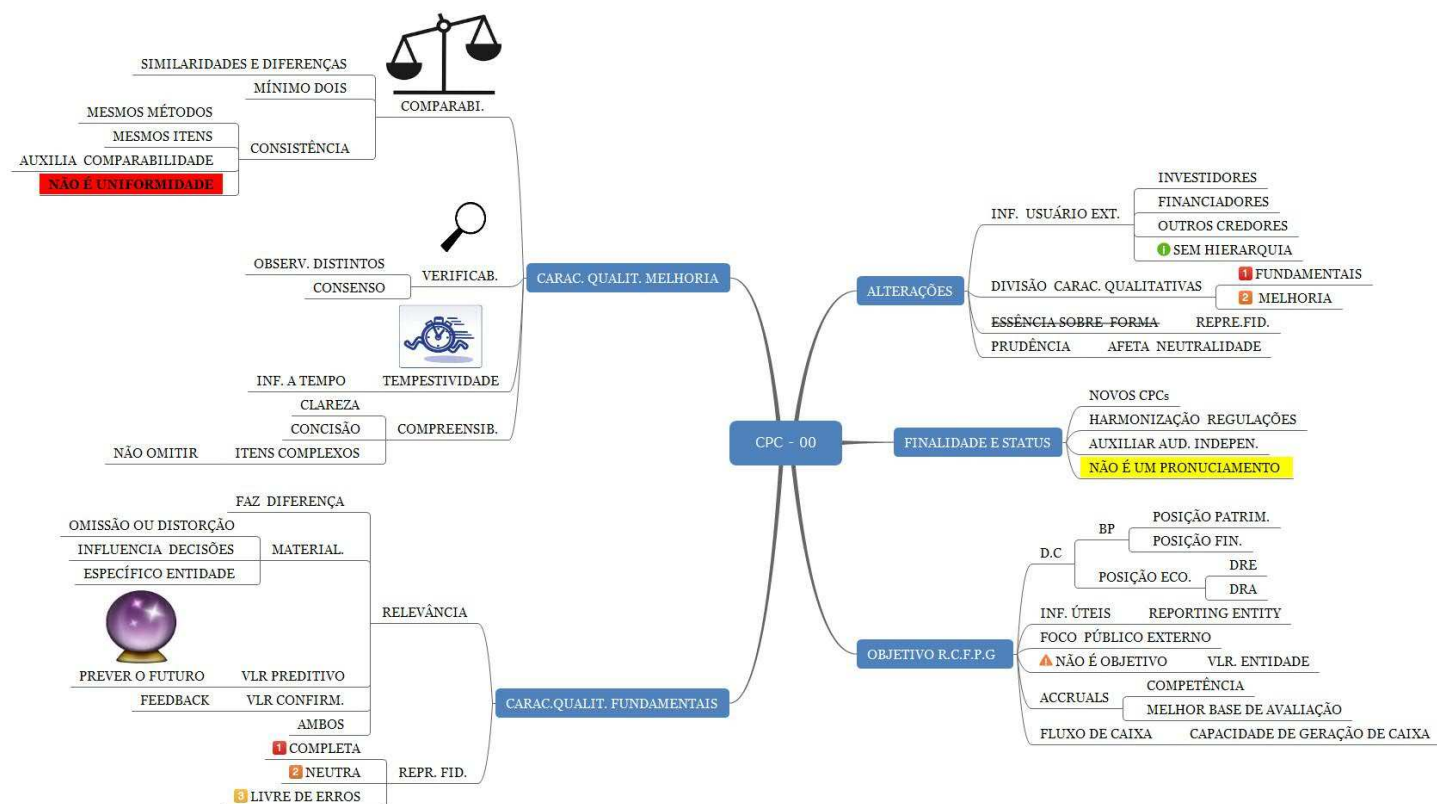 CPC - 00
CARAC. QUALIT. MELHORIA
COMPARABI.
SIMILARIDADES E DIFERENÇAS
MÍNIMO DOIS
CONSISTÊNCIA
MESMOS MÉTODOS
MESMOS ITENS
AUXILIA COMPARABILIDADE
NÃO É UNIFORMIDADE
VERIFICAB.
OBSERV. DISTINTOS
CONSENSO
INF. A TEMPO TEMPESTIVIDADE
COMPREENSIB.
CLAREZA
CONCISÃO
NÃO OMITIR ITENS COMPLEXOS
CARAC.QUALIT. FUNDAMENTAIS
RELEVÂNCIA
FAZ DIFERENÇA
MATERIAL.
OMISSÃO OU DISTORÇÃO
INFLUENCIA DECISÕES
ESPECÍFICO ENTIDADE
PREVER O FUTURO VLR PREDITIVO
FEEDBACK VLR CONFIRM.
AMBOS
REPR. FID.
1 COMPLETA
2 NEUTRA
3 LIVRE DE ERROS
ALTERAÇÕES
INF. USUÁRIO EXT.
INVESTIDORES
FINANCIADORES
OUTROS CREDORES
SEM HIERARQUIA
DIVISÃO CARAC. QUALITATIVAS
1 FUNDAMENTAIS
2 MELHORIA
ESSÊNCIA SOBRE FORMA REPRE.FID.
PRUDÊNCIA AFETA NEUTRALIDADE
FINALIDADE E STATUS
NOVOS CPCs
HARMONIZAÇÃO REGULAÇÕES
AUXILIAR AUD. INDEPEN.
NÃO É UM PRONUCIAMENTO
OBJETIVO R.C.F.P.G
D.C
BP
POSIÇÃO PATRIM.
POSIÇÃO FIN.
POSIÇÃO ECO.
DRE
DRA
INF. ÚTEIS REPORTING ENTITY
FOCO PÚBLICO EXTERNO
NÃO É OBJETIVO VLR. ENTIDADE
ACCRUALS
COMPETÊNCIA
MELHOR BASE DE AVALIAÇÃO
FLUXO DE CAIXA CAPACIDADE DE GERAÇÃO DE CAIXA